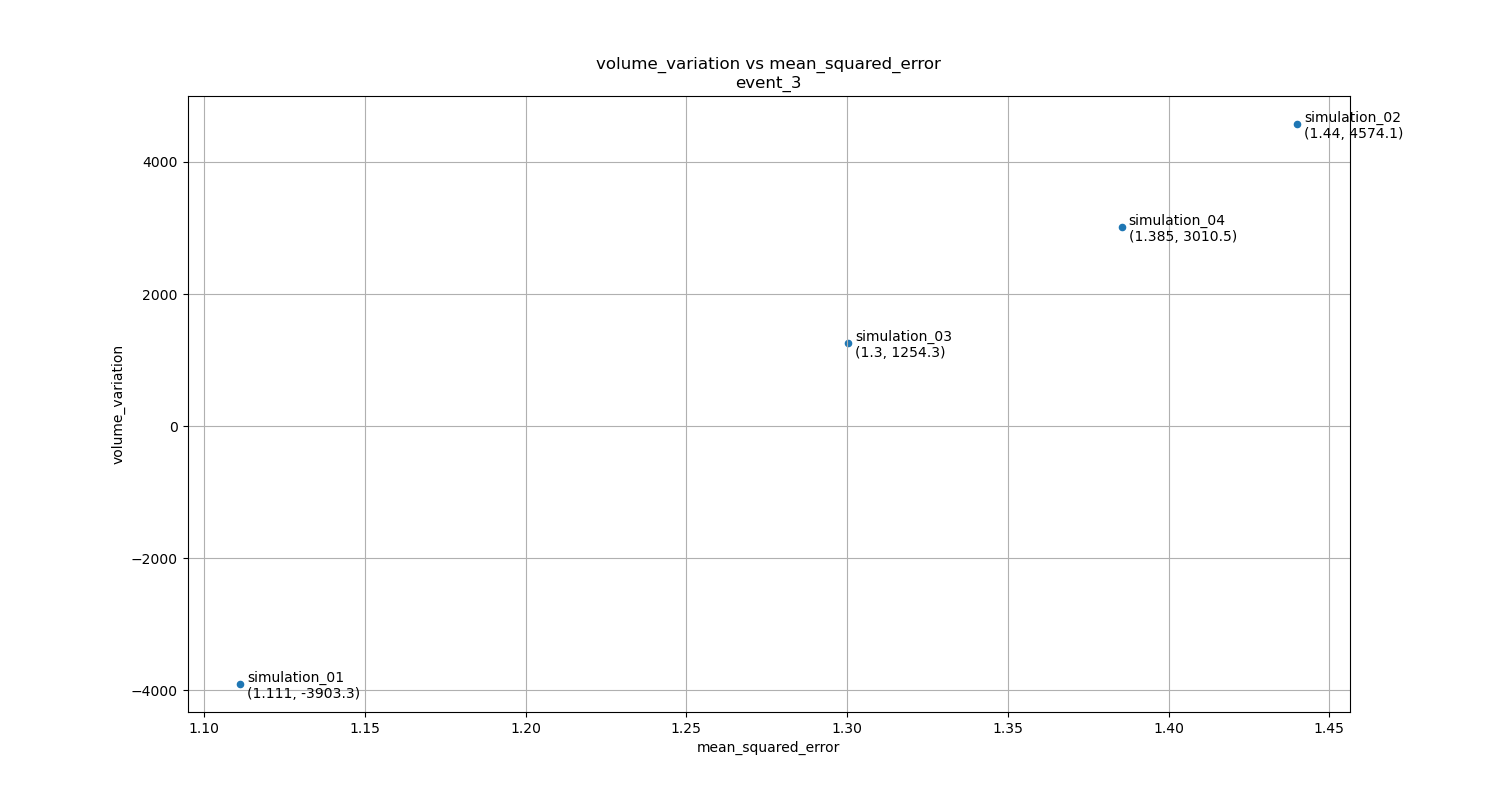 volume_variation vs mean_squared_error
event_3
simulation_02
(1.44, 4574.1)
4000
simulation_04
(1.385, 3010.5)
2000
simulation_03
(1.3, 1254.3)
volume_variation
0
−2000
simulation_01
(1.111, -3903.3)
−4000
1.10 1.15 1.20 1.25 1.30 1.35 1.40 1.45
mean_squared_error